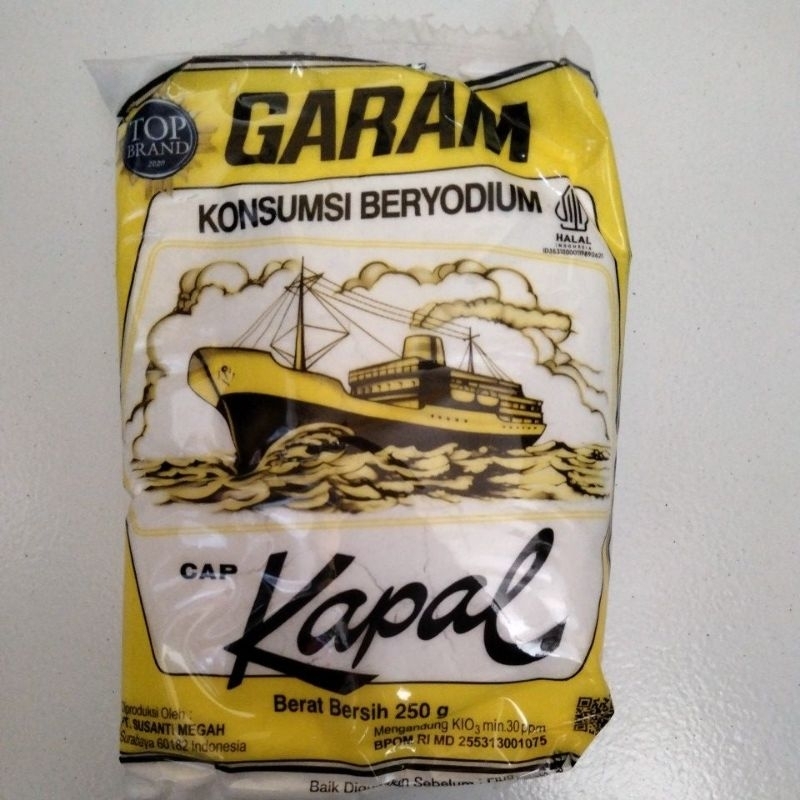 GARAM
TOP
BRAND
2020
KONSUMSI BERYODIUM
HALAL
INDONESIA
CAP
Kapal
Berat Bersih 250 g
Diproduksi Oleh :
PT. SUSANTI MEGAH
Surabaya 60182 Indonesia
Mengandung KIO₃ min.30 ppm
BPOM RI MD 255313001075
Baik Digunakan Sebelum :